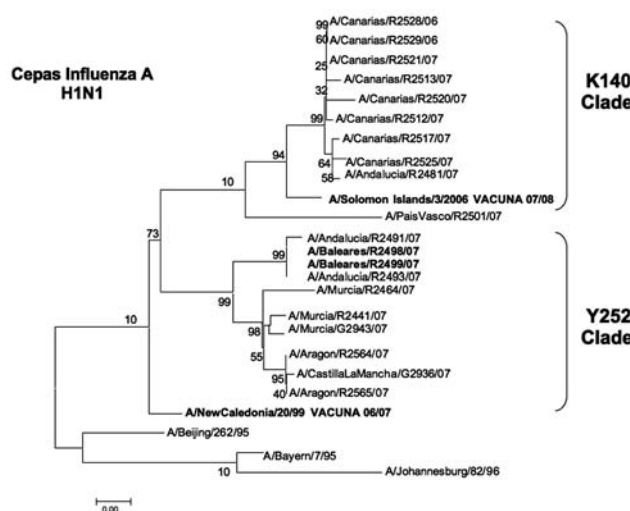 Cepas Influenza A
H1N1
99
A/Canarias/R2528/06
60
A/Canarias/R2529/06
25
A/Canarias/R2521/07
A/Canarias/R2513/07
32
A/Canarias/R2520/07
99
A/Canarias/R2512/07
A/Canarias/R2517/07
64
A/Canarias/R2525/07
58
A/Andalucia/R2481/07
94
A/Solomon Islands/3/2006 VACUNA 07/08
10
A/PaisVasco/R2501/07
K140
Clade
73
A/Andalucia/R2491/07
99
A/Baleares/R2498/07
A/Baleares/R2499/07
A/Andalucia/R2493/07
99
A/Murcia/R2464/07
A/Murcia/R2441/07
98
A/Murcia/G2943/07
55
A/Aragon/R2564/07
95
A/CastillaLaMancha/G2936/07
40
A/Aragon/R2565/07
Y252
Clade
10
A/NewCaledonia/20/99 VACUNA 06/07
A/Beijing/262/95
A/Bayern/7/95
10
A/Johannesburg/82/96
0.00